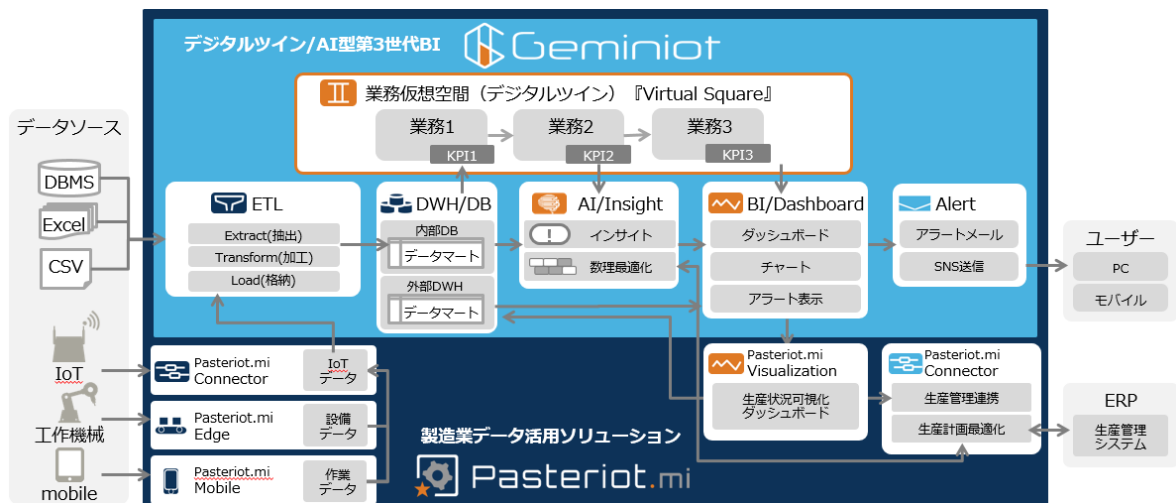 デジタルツイン/AI型第3世代BI
Geminiot
業務仮想空間（デジタルツイン）『Virtual Square』
業務1
業務2
業務3
KPI1
KPI2
KPI3
データソース
DBMS
Excel
CSV
IoT
工作機械
mobile
ETL
Extract(抽出)
Transform(加工)
Load(格納)
DWH/DB
内部DB
データマート
外部DWH
データマート
AI/Insight
インサイト
数理最適化
BI/Dashboard
ダッシュボード
チャート
アラート表示
Alert
アラートメール
SNS送信
ユーザー
PC
モバイル
Pasteriot.mi
Connector
IoT
データ
Pasteriot.mi
Edge
設備
データ
Pasteriot.mi
Mobile
作業
データ
製造業データ活用ソリューション
Pasteriot.mi
Pasteriot.mi
Visualization
生産状況可視化
ダッシュボード
Pasteriot.mi
Connector
生産管理連携
生産計画最適化
ERP
生産管理
システム